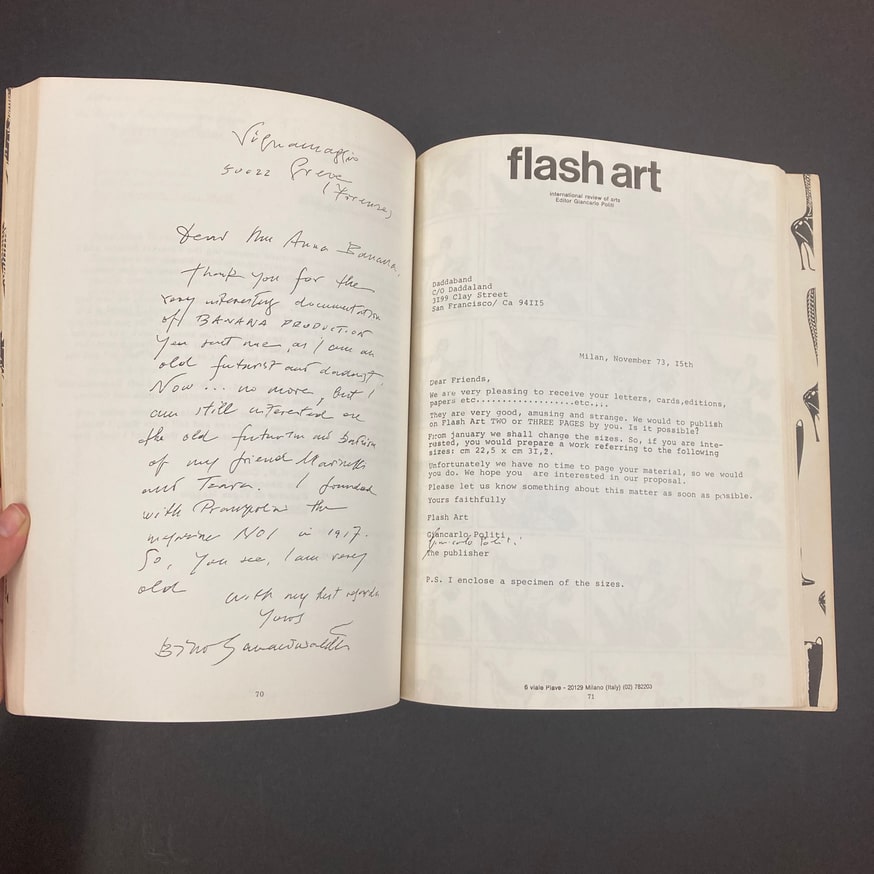 Vignamaggio
50022 Greve
(Firenze)
Dear Mrs Anna Banana,
Thank you for the
very interesting documentation
of BANANA PRODUCTION
You sent me, as I am an
old futurist and dadaist.
Now ... no more, but I
am still interested
the old futurism and dadaism
of my friend Marinetti
and Tzara. I founded
with Prampolini the
magazine NOI in 1917.
So, you see, I am very
old
with my best regards
Yours
70
flash art
international review of arts
Editor Giancarlo Politi
Daddaband
C/O Daddaland
3I99 Clay Street
San Francisco/ Ca 94II5
Milan, November 73, I5th
Dear Friends,
We are very pleasing to receive your letters, cards,editions,
papers etc...................etc.,..
They are very good, amusing and strange. We would to publish
on Flash Art TWO or THREE PAGES by you. Is it possible?
From january we shall change the sizes. So, if you are inte-
rusted, you would prepare a work referring to the following
sizes: cm 22,5 x cm 3I,2.
Unfortunately we have no time to page your material, so we would
you do. We hope you are interested in our proposal.
Please let us know something about this matter as soon as possible.
Yours faithfully
Flash Art
Giancarlo Politi
Giancarlo Politi
The publisher
P.S. I enclose a specimen of the sizes.
6 viale Piave - 20129 Milano (Italy) (02) 782203
71